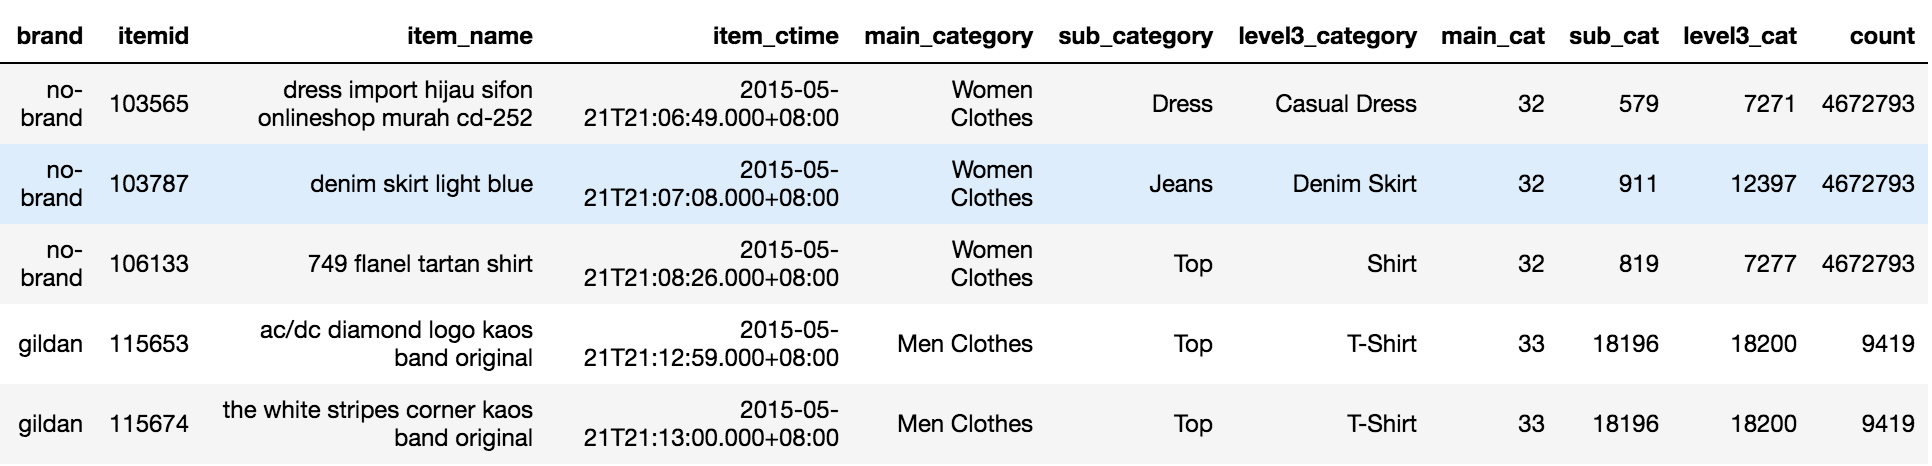 brand itemid item_name item_ctime main_category sub_category level3_category main_cat sub_cat level3_cat count
no-brand 103565 dress import hijau sifon onlineshop murah cd-252 2015-05-21T21:06:49.000+08:00 Women Clothes Dress Casual Dress 32 579 7271 4672793
no-brand 103787 denim skirt light blue 2015-05-21T21:07:08.000+08:00 Women Clothes Jeans Denim Skirt 32 911 12397 4672793
no-brand 106133 749 flanel tartan shirt 2015-05-21T21:08:26.000+08:00 Women Clothes Top Shirt 32 819 7277 4672793
gildan 115653 ac/dc diamond logo kaos band original 2015-05-21T21:12:59.000+08:00 Men Clothes Top T-Shirt 33 18196 18200 9419
gildan 115674 the white stripes corner kaos band original 2015-05-21T21:13:00.000+08:00 Men Clothes Top T-Shirt 33 18196 18200 9419